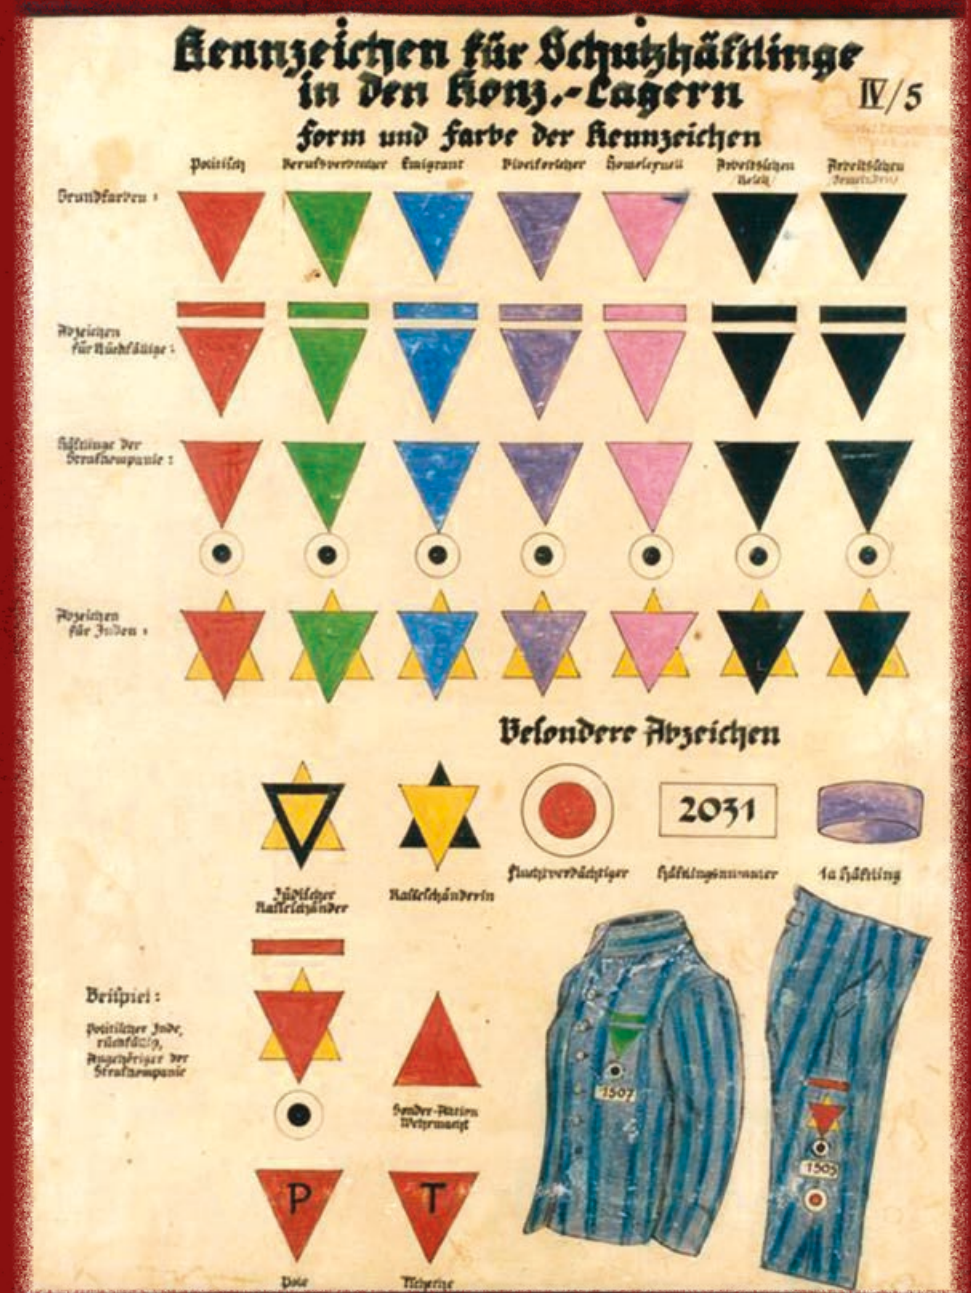 Kennzeichen für Schutzhäftlinge
in den Konz.-Lagern
IV/5
Form und Farbe der Kennzeichen
Politisch Berufsverbrecher Emigrant Bibelforscher Homosexuell Arbeitsscheu Arbeitsscheu
Reich
Grundfarben:
Abzeichen
für Rückfällige:
Häftlinge der
Strafkompanie:
Abzeichen
für Juden:
Besondere Abzeichen
2031
Jüdischer
Rasseschänder
Rasseschänderin
Fluchtverdächtiger
Häftlingsnummer
1a Häftling
Beispiel:
Politischer Jude,
rückfällig,
Angehöriger der
Strafkompanie
Sonder-Aktion
Wehrmacht
1507
1505
P
T
Pole
Tscheche